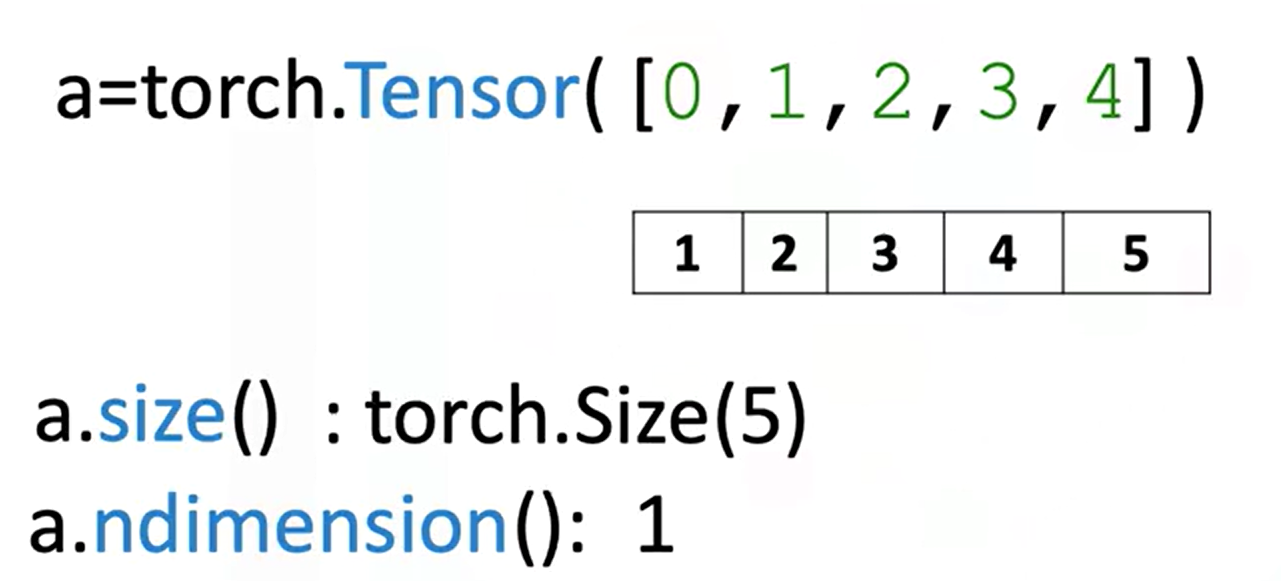 a=torch.Tensor([0,1,2,3,4])
1 2 3 4 5
a.size() : torch.Size(5)
a.ndimension(): 1